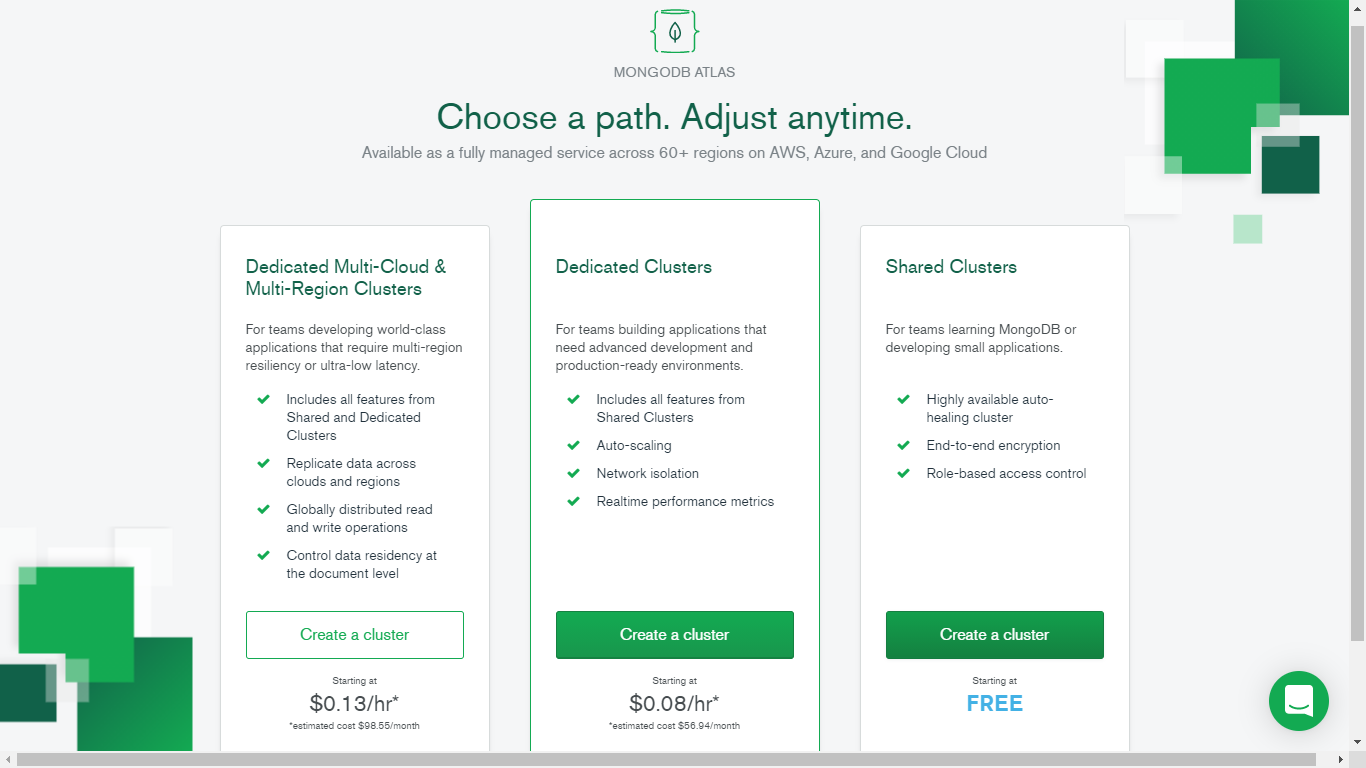 MONGODB ATLAS
Choose a path. Adjust anytime.
Available as a fully managed service across 60+ regions on AWS, Azure, and Google Cloud
Dedicated Multi-Cloud &
Multi-Region Clusters
For teams developing world-class
applications that require multi-region
resiliency or ultra-low latency.
Includes all features from
Shared and Dedicated
Clusters
Replicate data across
clouds and regions
Globally distributed read
and write operations
Control data residency at
the document level
Create a cluster
Starting at
$0.13/hr*
*estimated cost $98.55/month
Dedicated Clusters
For teams building applications that
need advanced development and
production-ready environments.
Includes all features from
Shared Clusters
Auto-scaling
Network isolation
Realtime performance metrics
Create a cluster
Starting at
$0.08/hr*
*estimated cost $56.94/month
Shared Clusters
For teams learning MongoDB or
developing small applications.
Highly available auto-
healing cluster
End-to-end encryption
Role-based access control
Create a cluster
Starting at
FREE